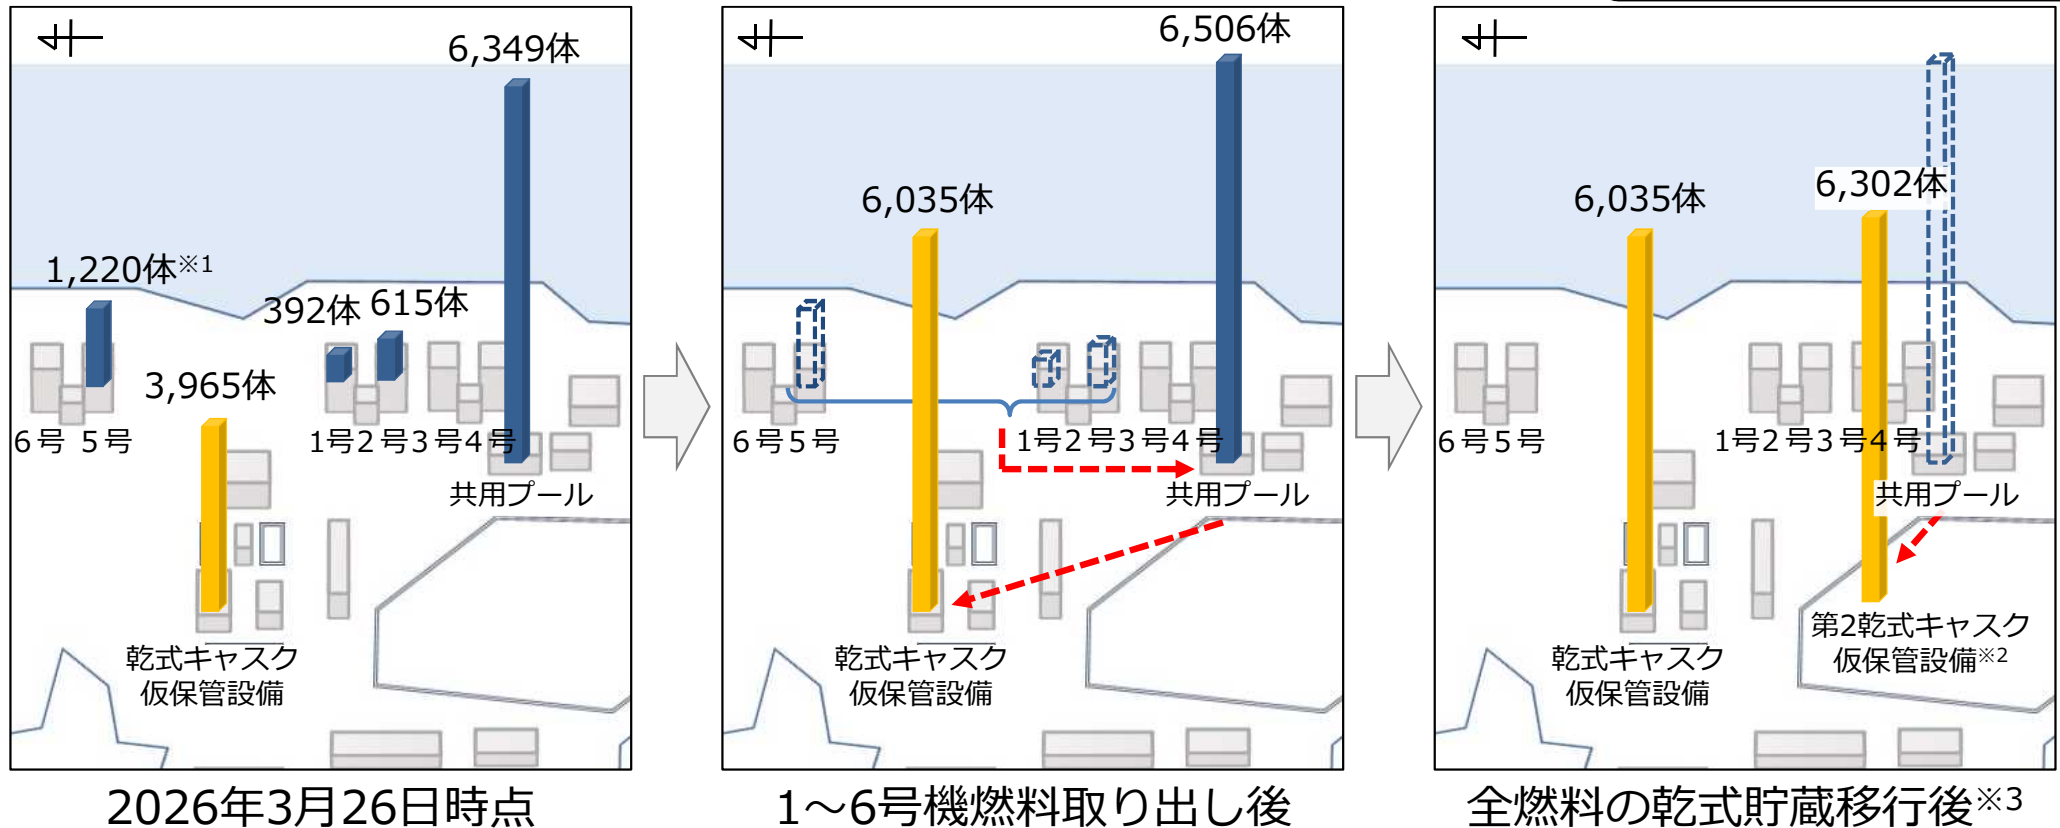 6,349体
1,220体※1
392体
615体
3,965体
6号 5号
1号2号3号4号
共用プール
乾式キャスク
仮保管設備
2026年3月26日時点
6,506体
6,035体
6号5号
1号2号3号4号
共用プール
乾式キャスク
仮保管設備
1～6号機燃料取り出し後
6,302体
6,035体
6号5号
1号2号3号4号
共用プール
第2乾式キャスク
仮保管設備※2
乾式キャスク
仮保管設備
全燃料の乾式貯蔵移行後※3